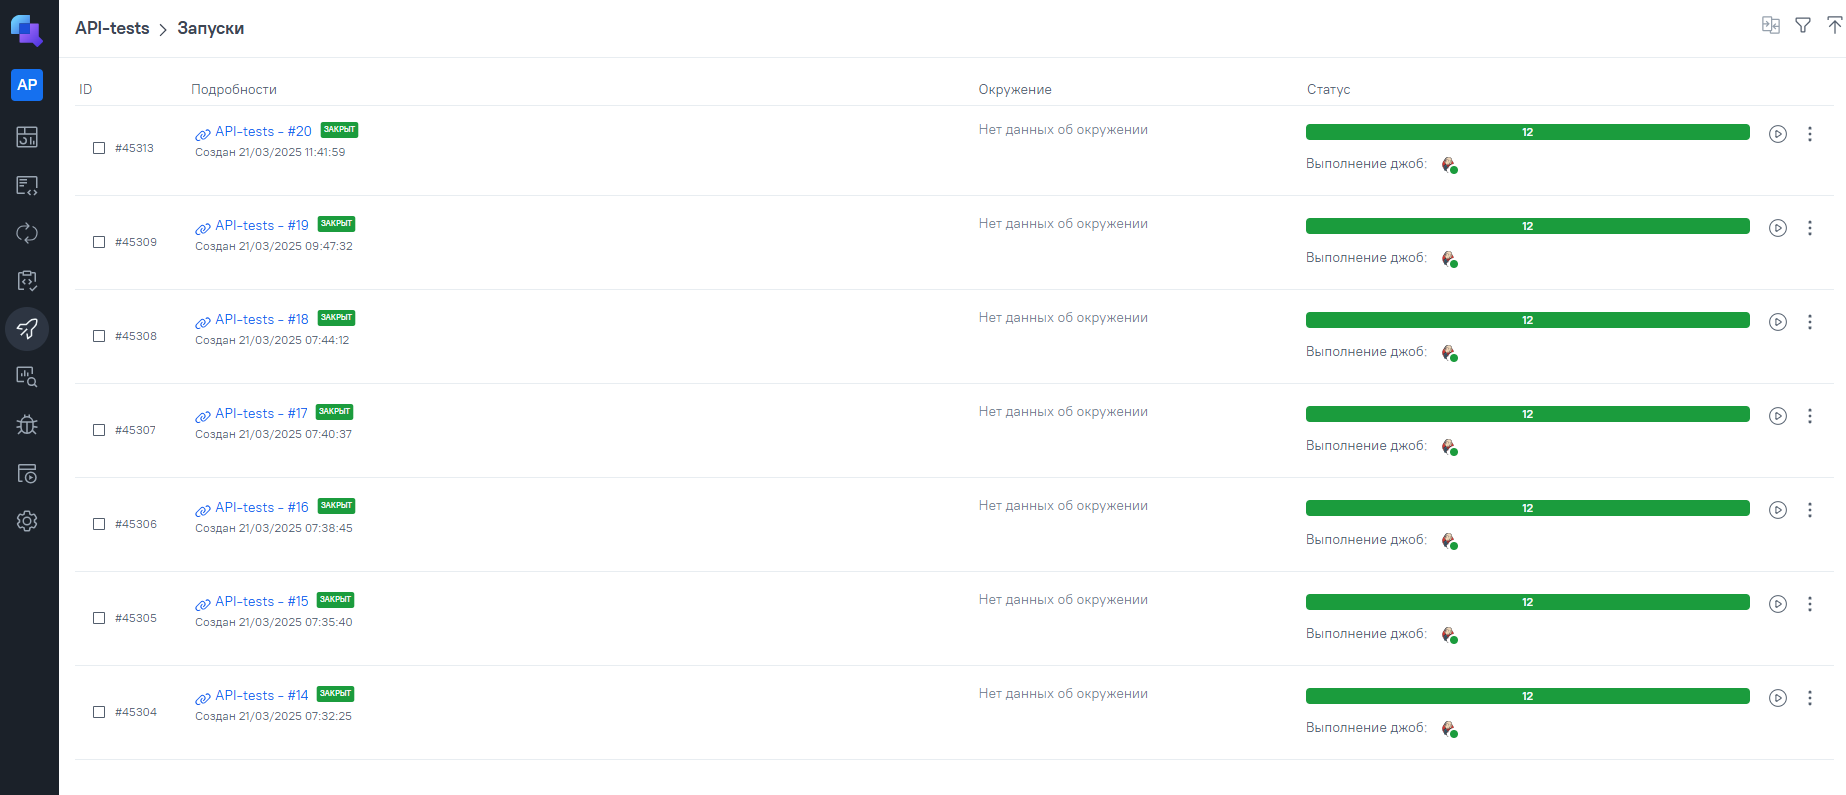 API-tests > Запуски
AP
ID Подробности Окружение Статус
#45313 API-tests - #20 ЗАКРЫТ Нет данных об окружении 12
Создан 21/03/2025 11:41:59 Выполнение джоб:
#45309 API-tests - #19 ЗАКРЫТ Нет данных об окружении 12
Создан 21/03/2025 09:47:32 Выполнение джоб:
#45308 API-tests - #18 ЗАКРЫТ Нет данных об окружении 12
Создан 21/03/2025 07:44:12 Выполнение джоб:
#45307 API-tests - #17 ЗАКРЫТ Нет данных об окружении 12
Создан 21/03/2025 07:40:37 Выполнение джоб:
#45306 API-tests - #16 ЗАКРЫТ Нет данных об окружении 12
Создан 21/03/2025 07:38:45 Выполнение джоб:
#45305 API-tests - #15 ЗАКРЫТ Нет данных об окружении 12
Создан 21/03/2025 07:35:40 Выполнение джоб:
#45304 API-tests - #14 ЗАКРЫТ Нет данных об окружении 12
Создан 21/03/2025 07:32:25 Выполнение джоб: